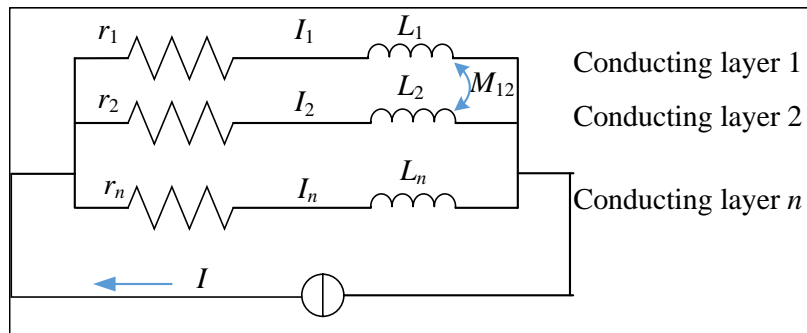 r1 I1 L1 Conducting layer 1
M12
r2 I2 L2 Conducting layer 2
rn In Ln Conducting layer n
I